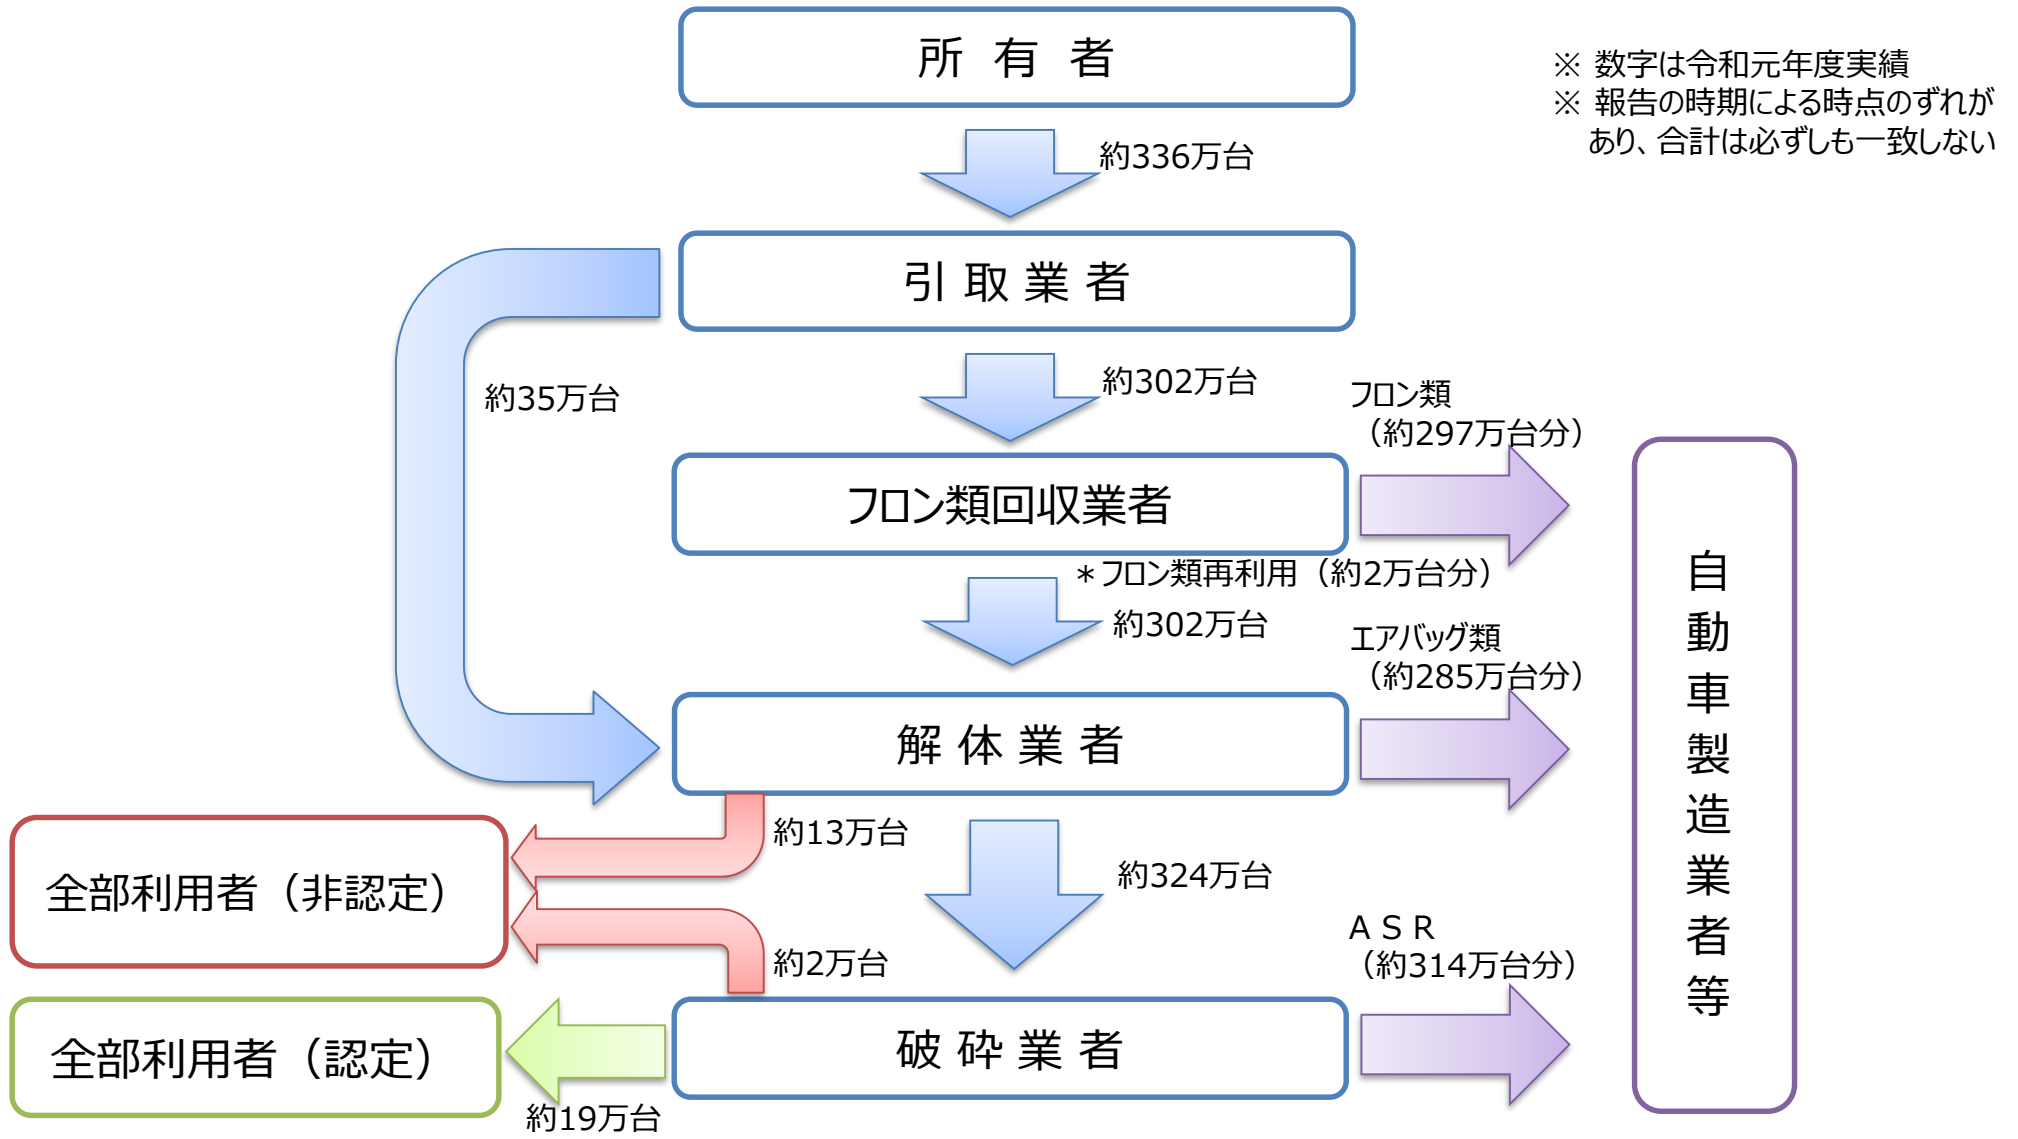 所有者
※ 数字は令和元年度実績
※ 報告の時期による時点のずれが
あり、合計は必ずしも一致しない
約336万台
引取業者
約35万台
約302万台
フロン類
（約297万台分）
フロン類回収業者
＊フロン類再利用（約2万台分）
約302万台
エアバッグ類
（約285万台分）
解体業者
自動車製造業者等
約13万台
全部利用者（非認定）
約324万台
約2万台
ＡＳＲ
（約314万台分）
破砕業者
全部利用者（認定）
約19万台